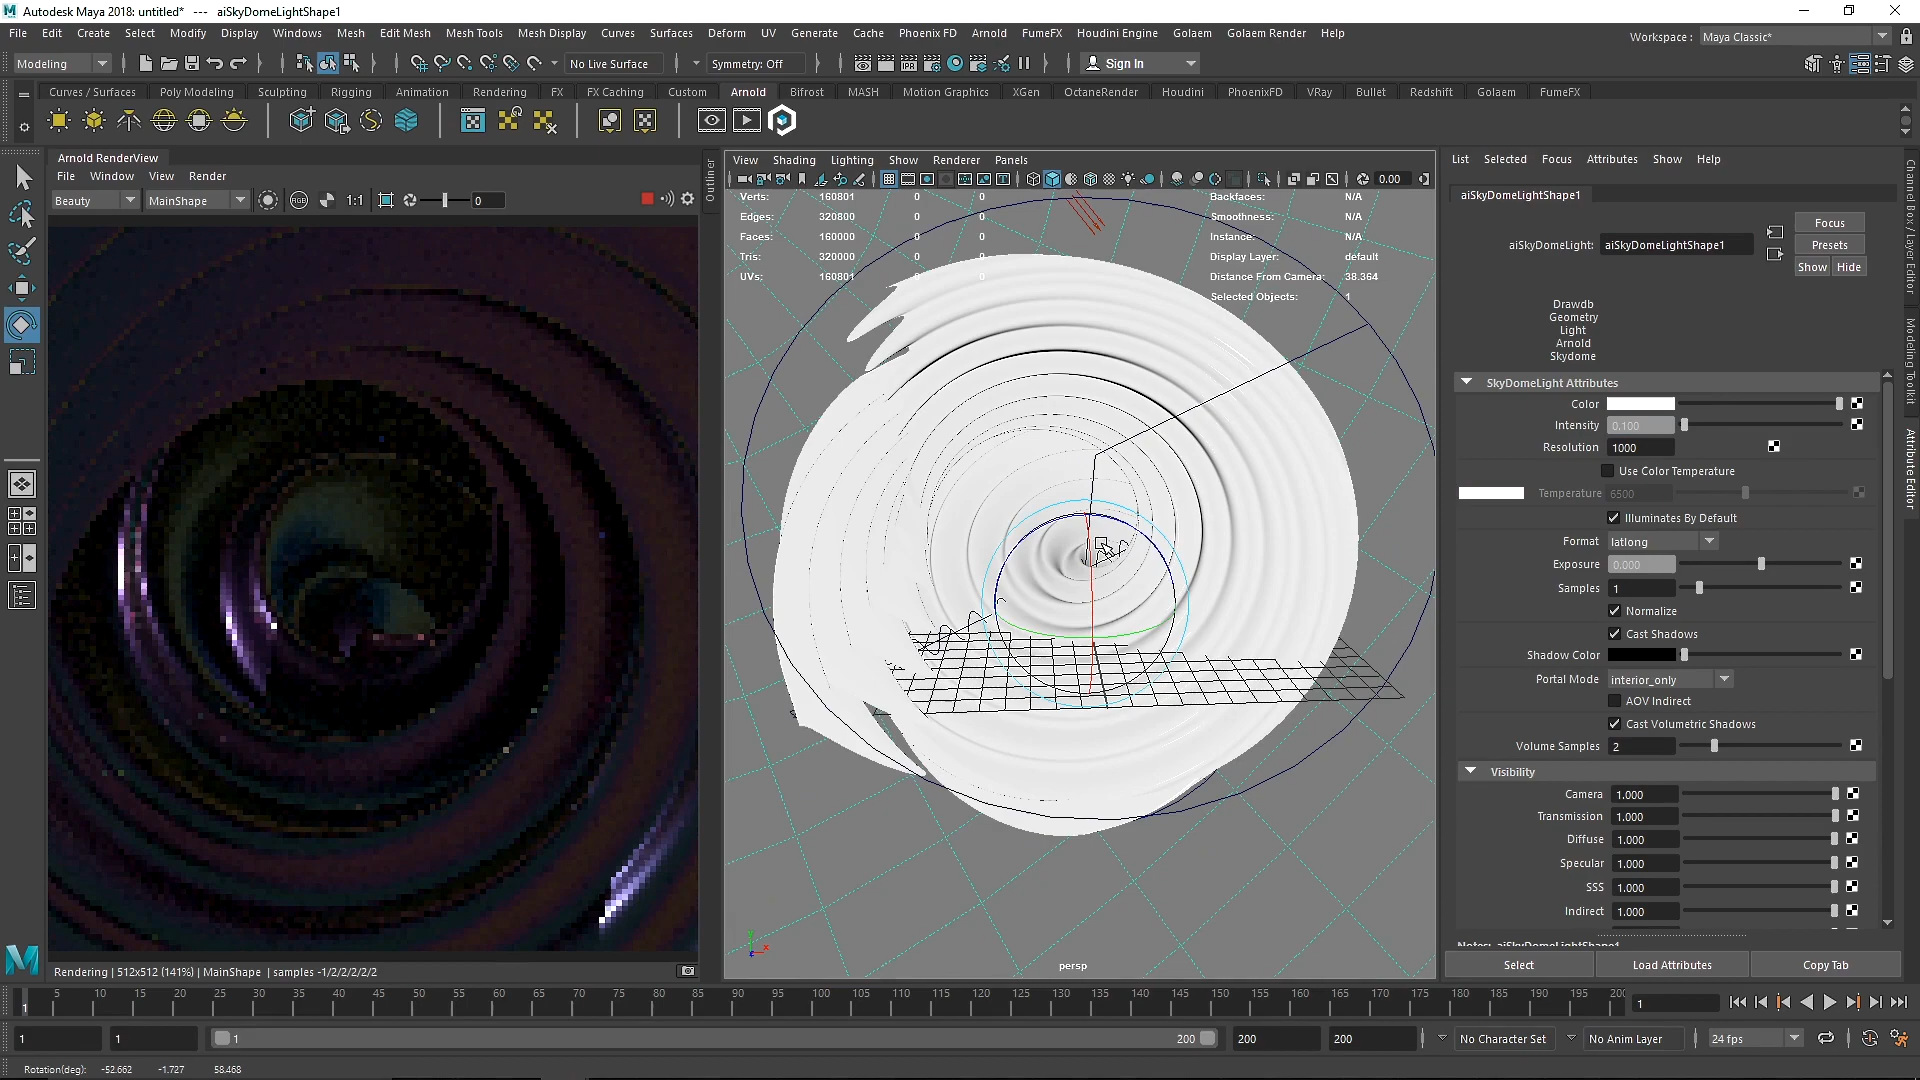 Autodesk Maya 2018: untitled* --- aiSkyDomeLightShape1
File Edit Create Select Modify Display Windows Mesh Edit Mesh Mesh Tools Mesh Display Curves Surfaces Deform UV Generate Cache Phoenix FD Arnold FumeFX Houdini Engine Golaem Golaem Render Help
Workspace : Maya Classic*
Modeling No Live Surface Symmetry: Off Sign In
Curves / Surfaces Poly Modeling Sculpting Rigging Animation Rendering FX FX Caching Custom Arnold Bifrost MASH Motion Graphics XGen OctaneRender Houdini PhoenixFD VRay Bullet Redshift Golaem FumeFX
Arnold RenderView
File Window View Render
Beauty MainShape 1:1 0
Outliner
View Shading Lighting Show Renderer Panels
0.00
Verts: 160801 0 0
Edges: 320800 0 0
Faces: 160000 0 0
Tris: 320000 0 0
UVs: 160801 0 0
Backfaces: N/A
Smoothness: N/A
Instance: N/A
Display Layer: default
Distance From Camera: 38.364
Selected Objects: 1
persp
List Selected Focus Attributes Show Help
aiSkyDomeLightShape1
aiSkyDomeLight: aiSkyDomeLightShape1
Focus
Presets
Show Hide
Drawdb
Geometry
Light
Arnold
Skydome
SkyDomeLight Attributes
Color
Intensity 0.100
Resolution 1000
Use Color Temperature
Temperature 6500
Illuminates By Default
Format latlong
Exposure 0.000
Samples 1
Normalize
Cast Shadows
Shadow Color
Portal Mode interior_only
AOV Indirect
Cast Volumetric Shadows
Volume Samples 2
Visibility
Camera 1.000
Transmission 1.000
Diffuse 1.000
Specular 1.000
SSS 1.000
Indirect 1.000
Notes: aiSkyDomeLightShape1
Select Load Attributes Copy Tab
Channel Box / Layer Editor
Modeling Toolkit
Attribute Editor
Rendering | 512x512 (141%) | MainShape | samples -1/2/2/2/2/2
1 5 10 15 20 25 30 35 40 45 50 55 60 65 70 75 80 85 90 95 100 105 110 115 120 125 130 135 140 145 150 155 160 165 170 175 180 185 190 195 200
1
1 1 1 200 200 200 No Character Set No Anim Layer 24 fps
Rotation(deg): -52.662 -1.727 58.468